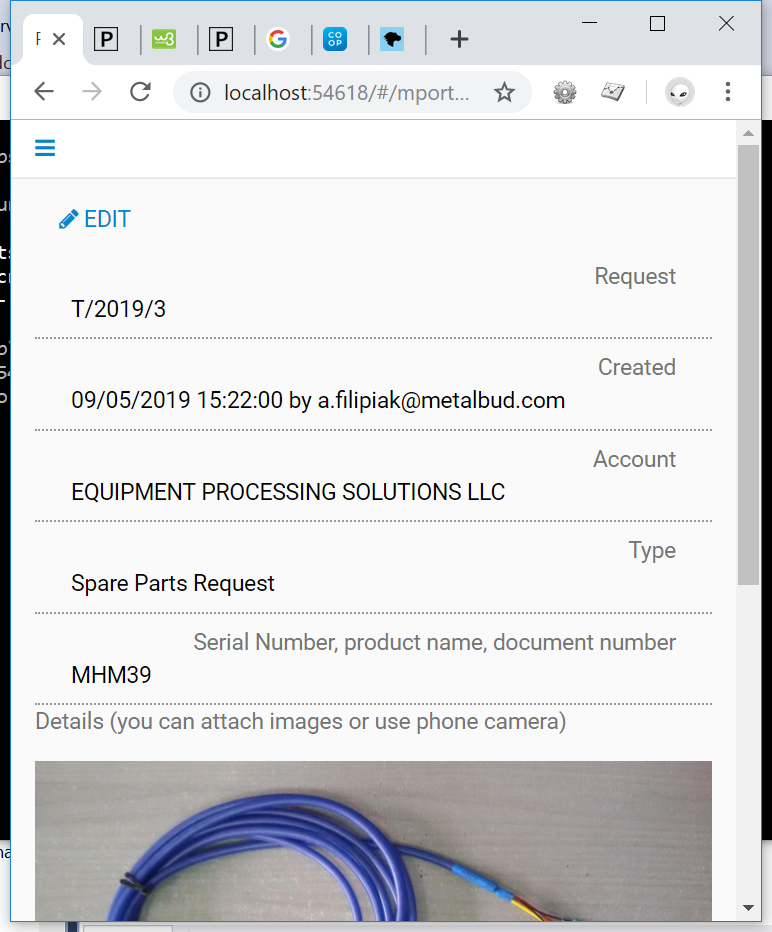 F
P
w3
P
G
CO
OP
localhost:54618/#/mport...
EDIT
Request
T/2019/3
Created
09/05/2019 15:22:00 by a.filipiak@metalbud.com
Account
EQUIPMENT PROCESSING SOLUTIONS LLC
Type
Spare Parts Request
Serial Number, product name, document number
MHM39
Details (you can attach images or use phone camera)